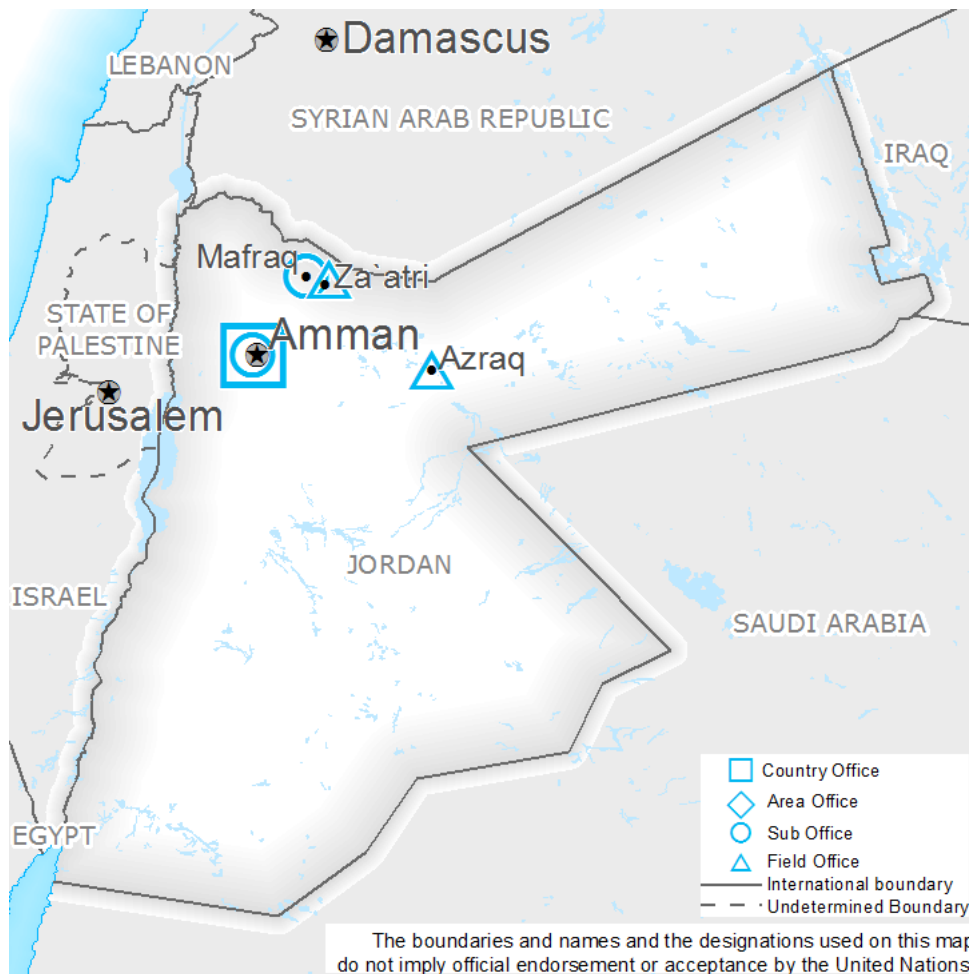 Damascus
LEBANON
SYRIAN ARAB REPUBLIC
IRAQ
Mafraq
Za`atri
STATE OF
PALESTINE
Amman
Azraq
Jerusalem
JORDAN
ISRAEL
SAUDI ARABIA
EGYPT
Country Office
Area Office
Sub Office
Field Office
International boundary
Undetermined Boundary
The boundaries and names and the designations used on this map
do not imply official endorsement or acceptance by the United Nations